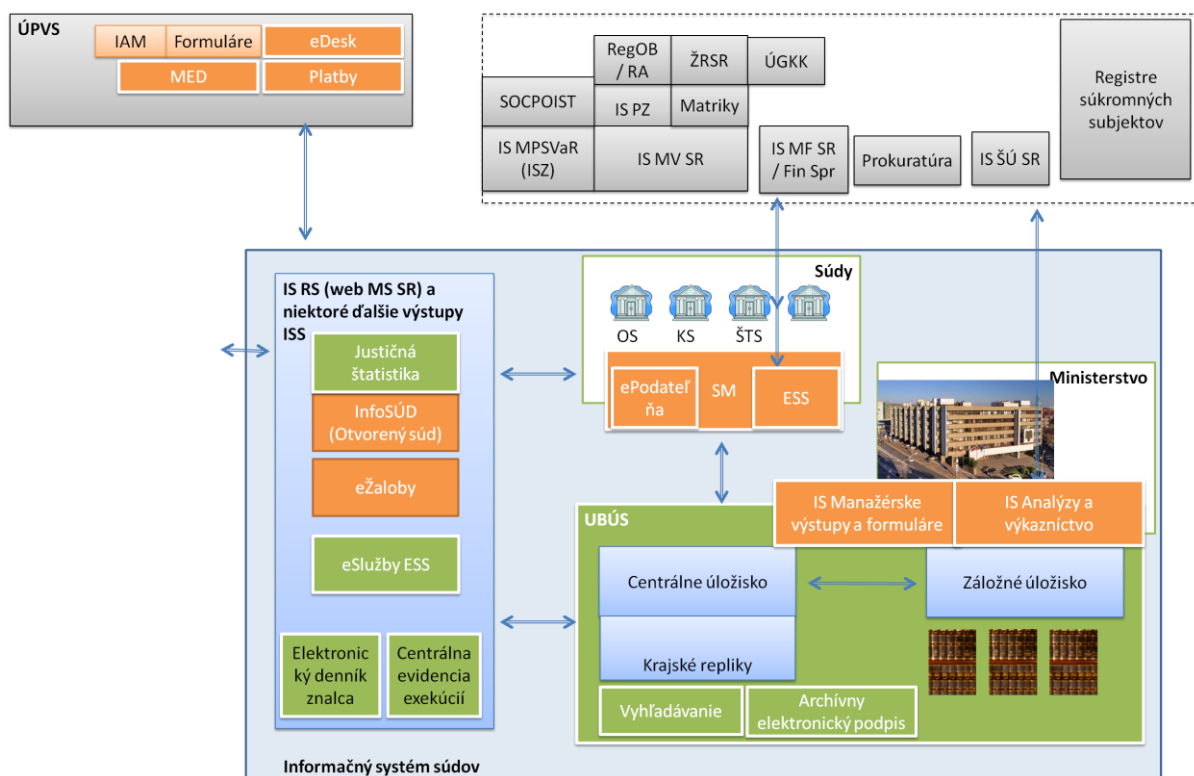 ÚPVS
IAM
Formuláre
eDesk
MED
Platby
RegOB
/ RA
ŽRSR
ÚGKK
SOCPOIST
IS PZ
Matriky
IS MPSVaR
(ISZ)
IS MV SR
IS MF SR
/ Fin Spr
Prokuratúra
IS ŠÚ SR
Registre
súkromných
subjektov
IS RS (web MS SR) a
niektoré ďalšie výstupy
ISS
Justičná
štatistika
InfoSÚD
(Otvorený súd)
eŽaloby
eSlužby ESS
Elektronic
ký denník
znalca
Centrálna
evidencia
exekúcií
Súdy
OS
KS
ŠTS
ePodateľ
ňa
SM
ESS
Ministerstvo
IS Manažérske
výstupy a formuláre
IS Analýzy a
výkazníctvo
UBÚS
Centrálne úložisko
Záložné úložisko
Krajské repliky
Vyhľadávanie
Archívny
elektronický podpis
Informačný systém súdov